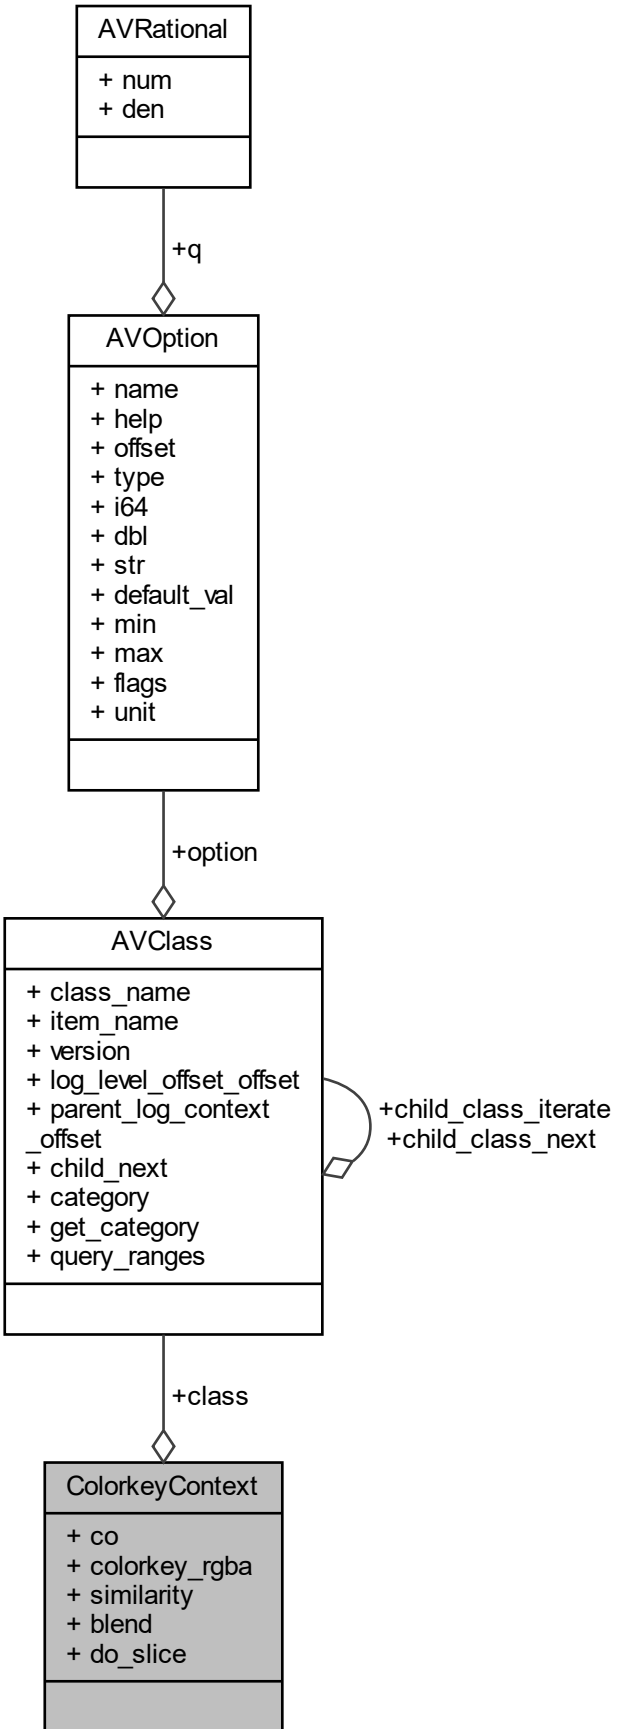 AVRational
+ num
+ den
+q
AVOption
+ name
+ help
+ offset
+ type
+ i64
+ dbl
+ str
+ default_val
+ min
+ max
+ flags
+ unit
+option
AVClass
+ class_name
+ item_name
+ version
+ log_level_offset_offset
+ parent_log_context
_offset
+ child_next
+ category
+ get_category
+ query_ranges
+child_class_iterate
+child_class_next
+class
ColorkeyContext
+ co
+ colorkey_rgba
+ similarity
+ blend
+ do_slice